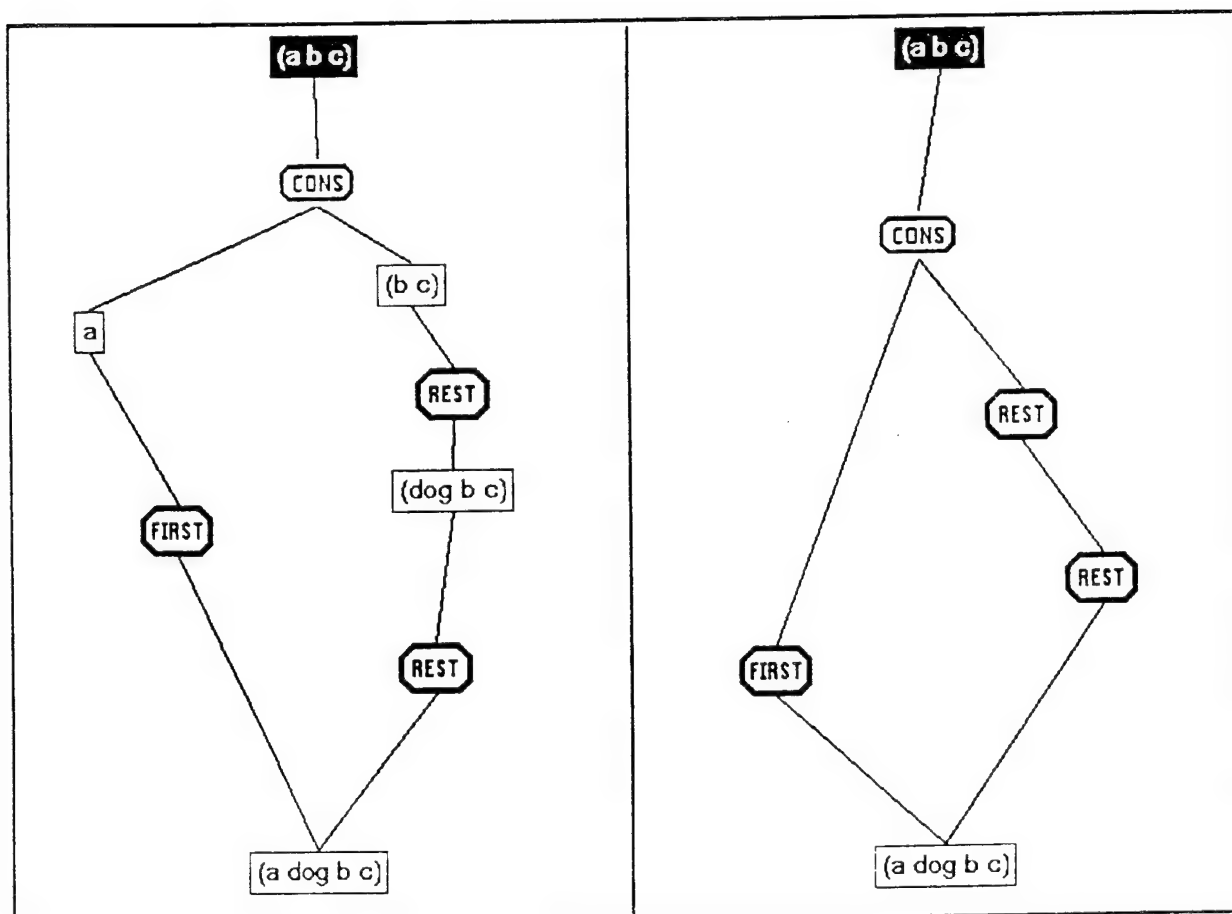 (a b c)
CONS
(b c)
a
REST
(dog b c)
FIRST
REST
(a dog b c)
(a b c)
CONS
REST
REST
FIRST
(a dog b c)